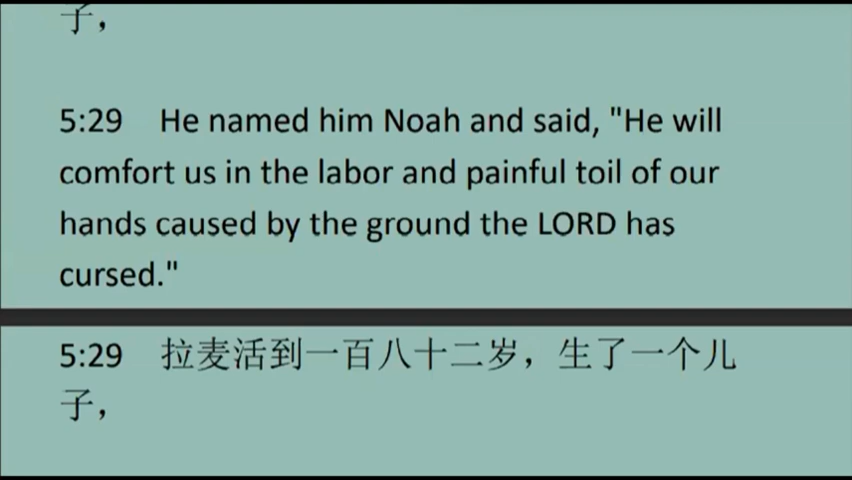 子，
5:29 He named him Noah and said, "He will
comfort us in the labor and painful toil of our
hands caused by the ground the LORD has
cursed."
5:29 拉麦活到一百八十二岁，生了一个儿
子，